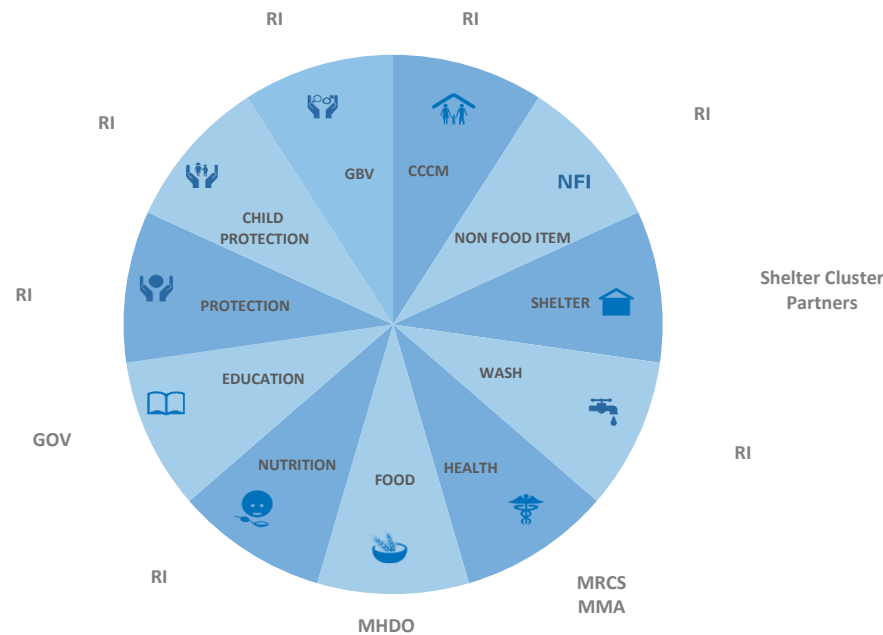 RI
RI
RI
RI
GBV
CCCM
NFI
CHILD
PROTECTION
NON FOOD ITEM
RI
PROTECTION
SHELTER
Shelter Cluster
Partners
EDUCATION
WASH
GOV
RI
NUTRITION
FOOD
HEALTH
RI
MRCS
MMA
MHDO